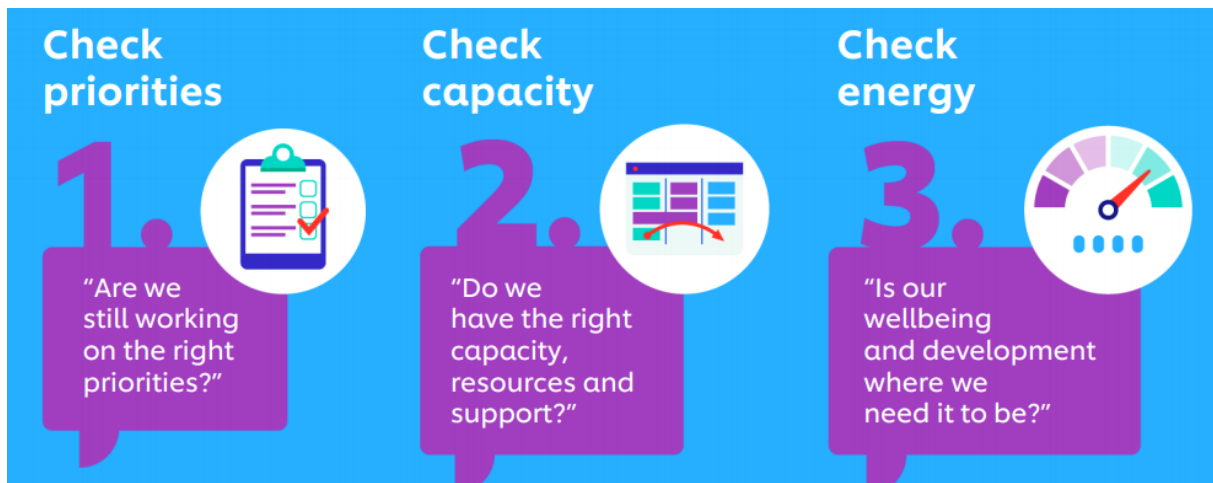 Check
priorities
1.
“Are we
still working
on the right
priorities?”
Check
capacity
2.
“Do we
have the right
capacity,
resources and
support?”
Check
energy
3.
“Is our
wellbeing
and development
where we
need it to be?”